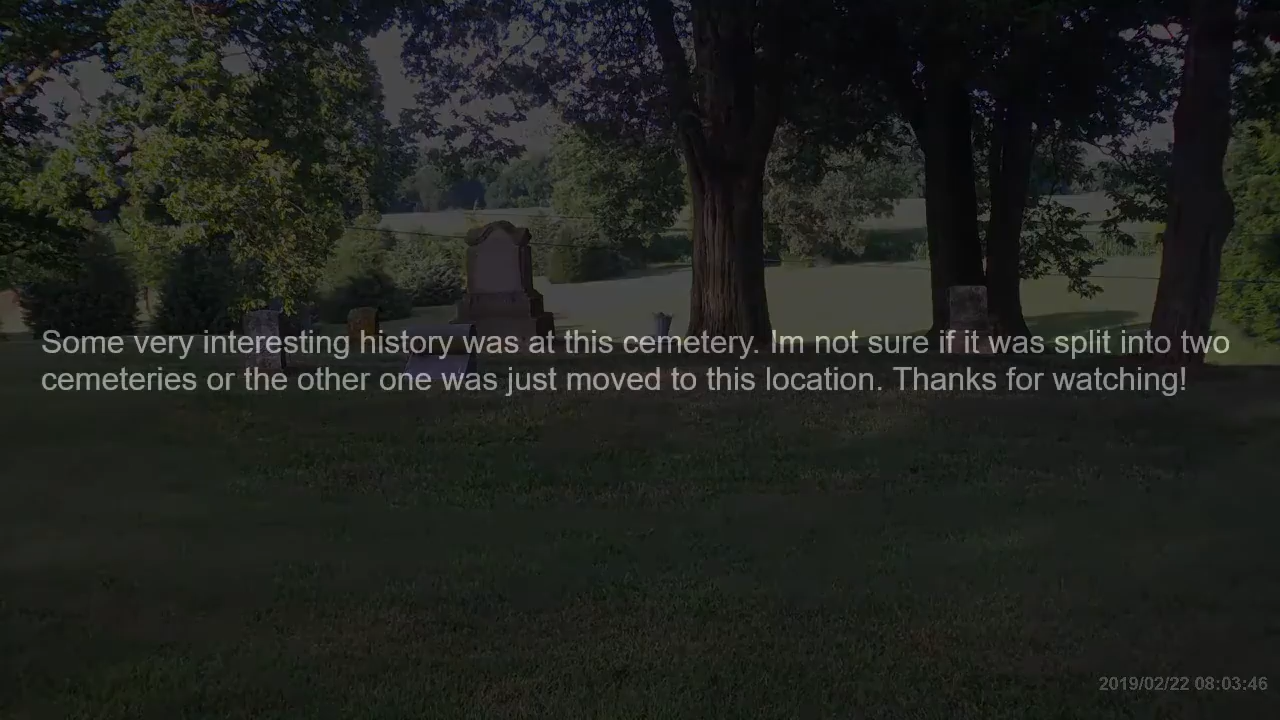 Some very interesting history was at this cemetery. Im not sure if it was split into two
cemeteries or the other one was just moved to this location. Thanks for watching!
2019/02/22 08:03:46